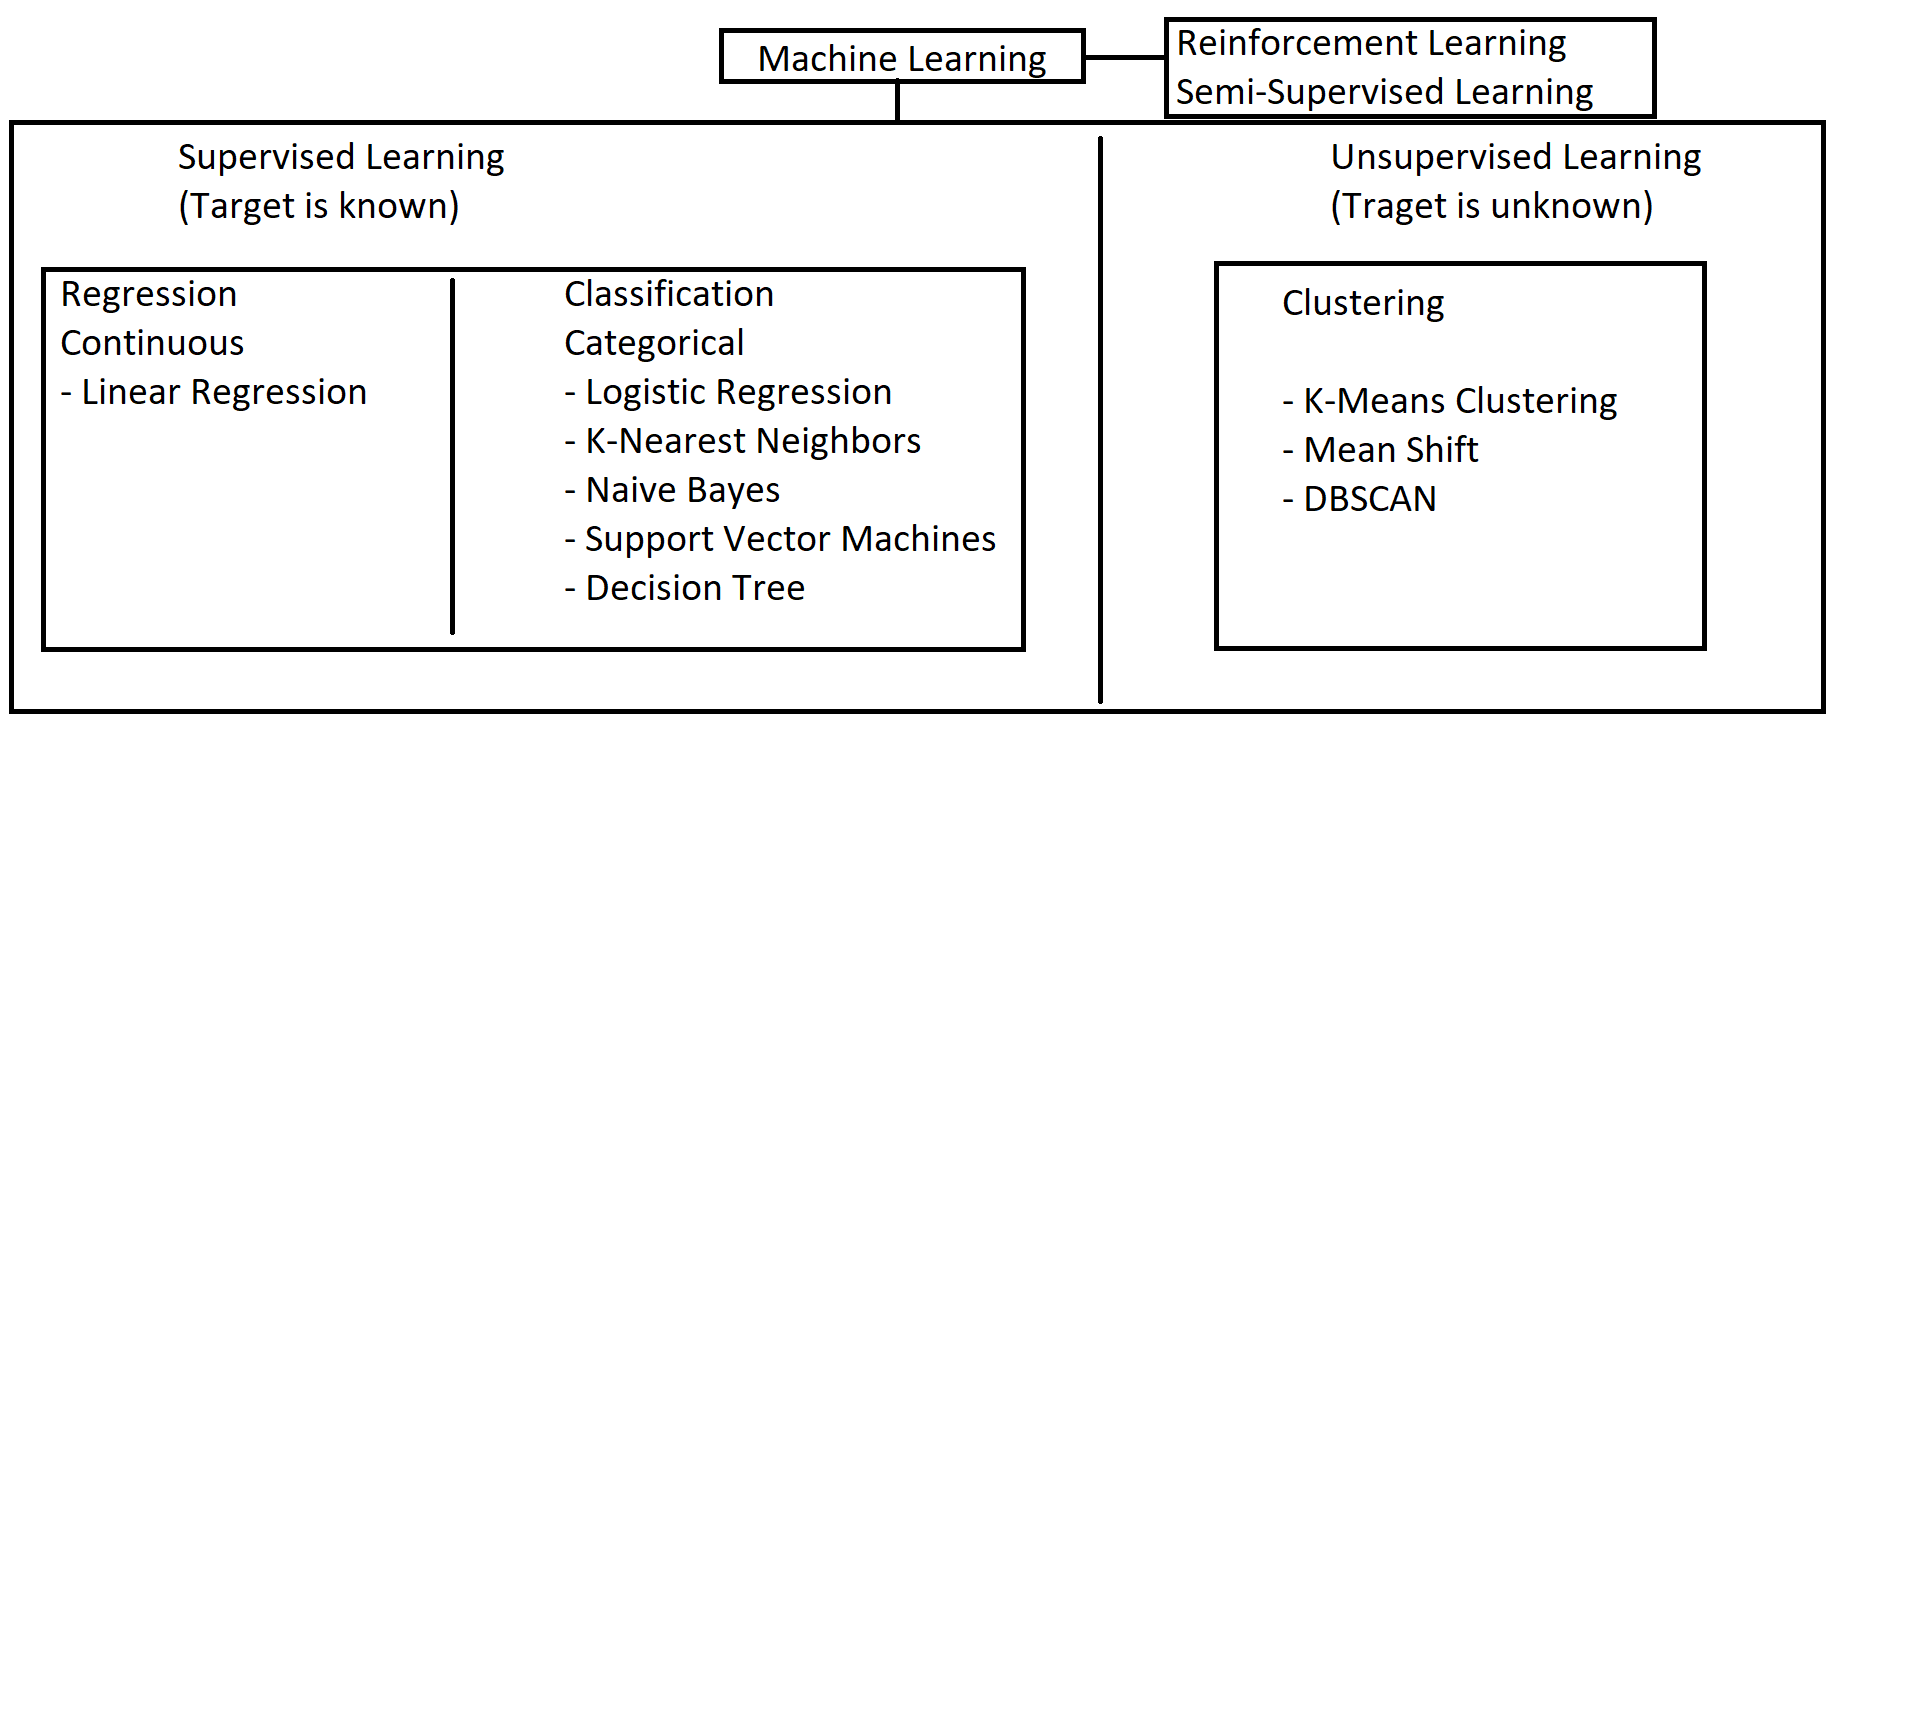 Machine Learning
Reinforcement Learning
Semi-Supervised Learning
Supervised Learning
(Target is known)
Regression
Continuous
- Linear Regression
Classification
Categorical
- Logistic Regression
- K-Nearest Neighbors
- Naive Bayes
- Support Vector Machines
- Decision Tree
Unsupervised Learning
(Traget is unknown)
Clustering
- K-Means Clustering
- Mean Shift
- DBSCAN